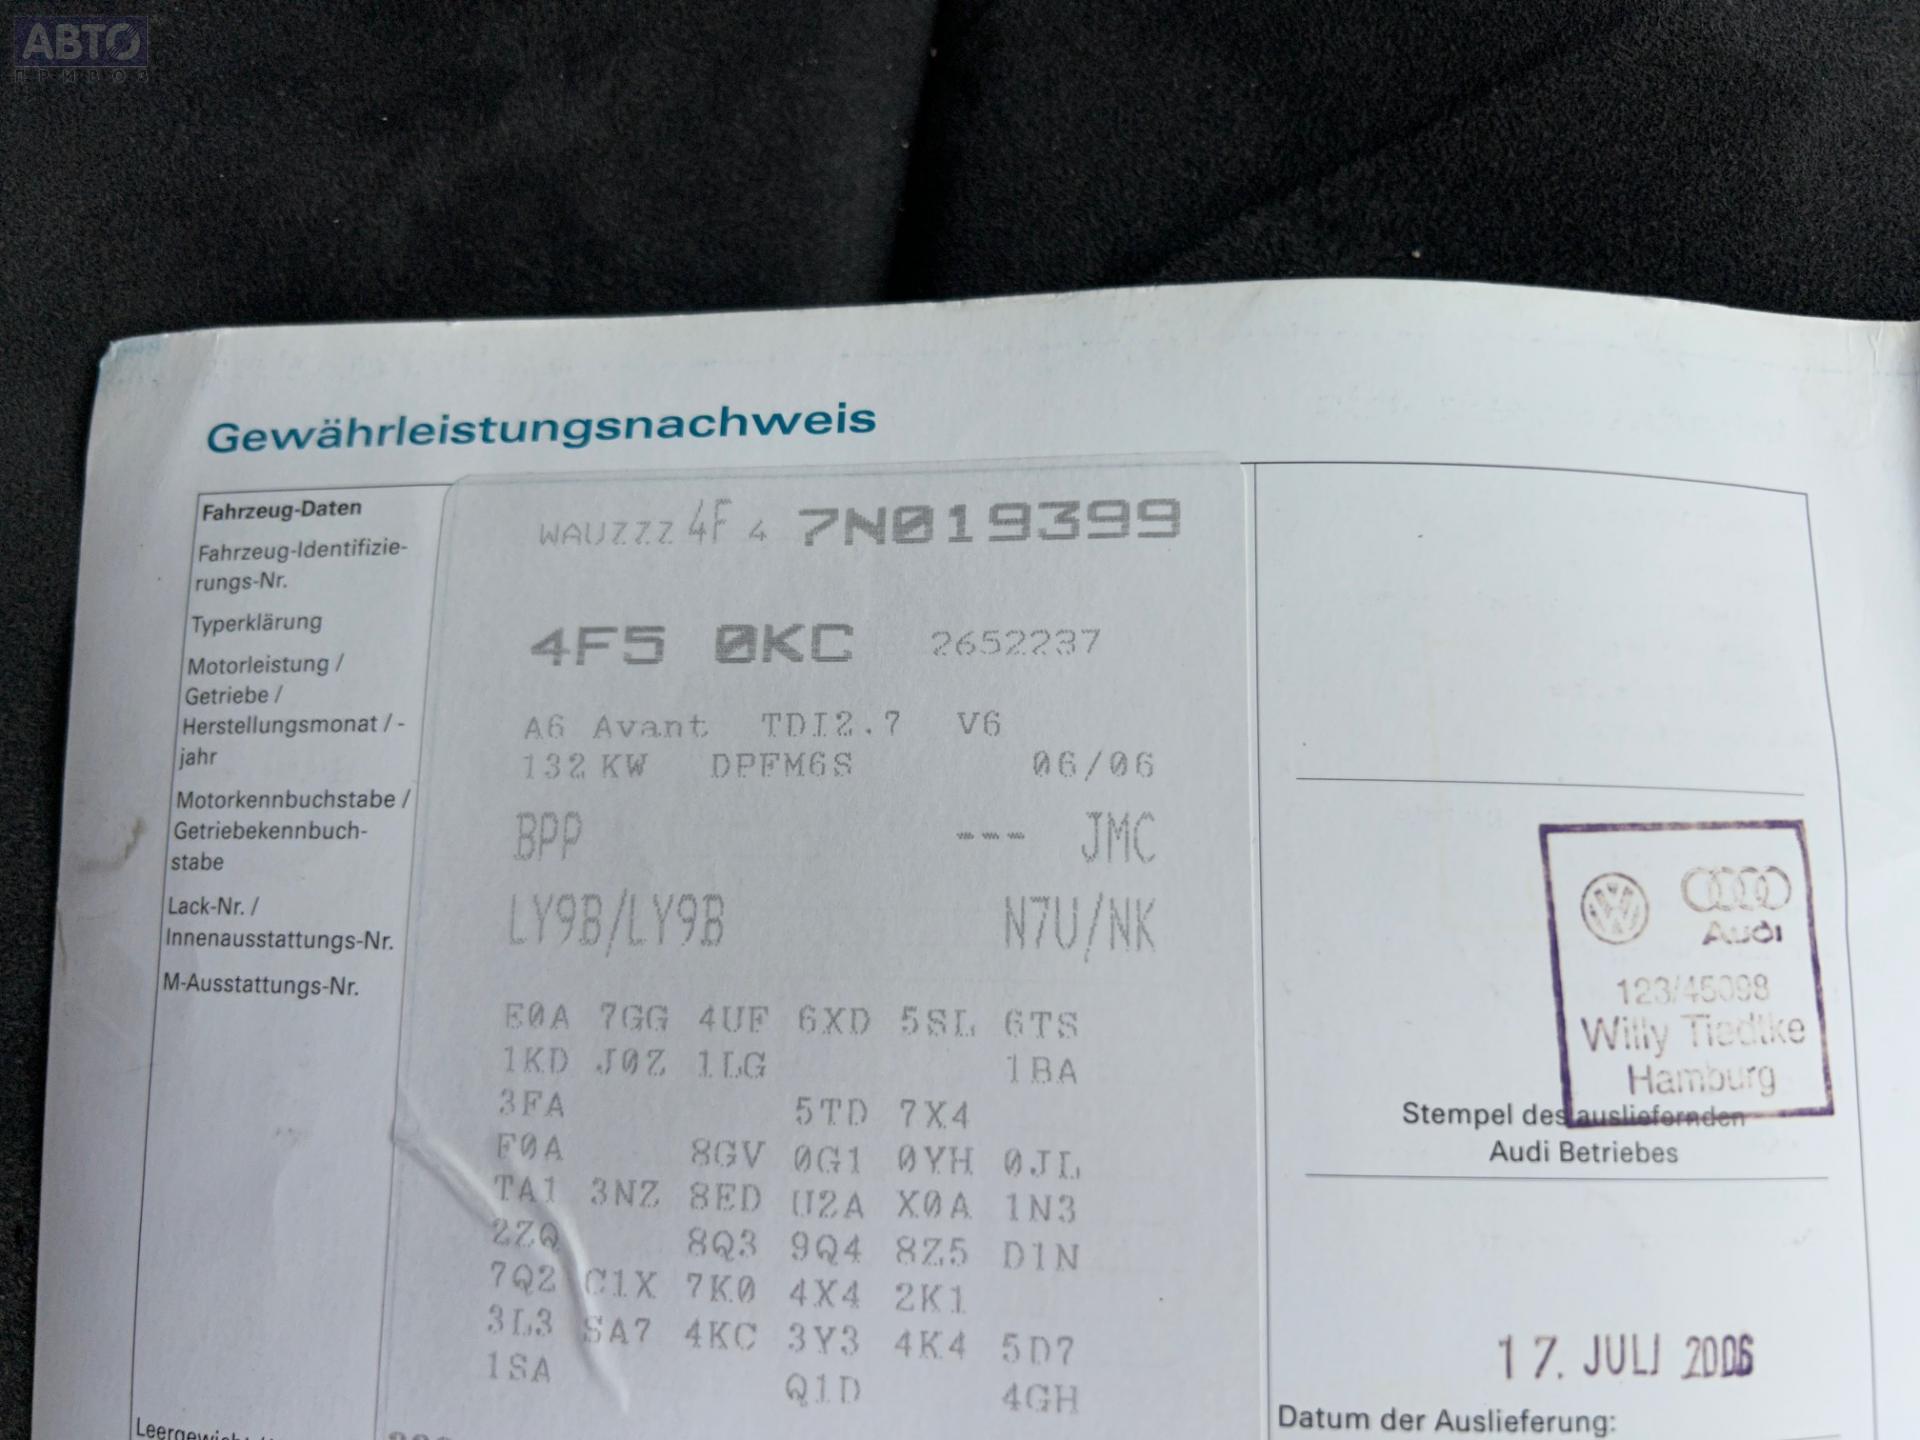 АВТО
ПРИВОЗ
Gewährleistungsnachweis
Fahrzeug-Daten
Fahrzeug-Identifizie-
rungs-Nr.
WAUZZZ 4F 4 7N019399
Typerklärung
4F5 0KC 2652237
Motorleistung /
Getriebe /
Herstellungsmonat / -
jahr
A6 Avant TDI2.7 V6
132 KW DPFM6S 06/06
Motorkennbuchstabe /
Getriebekennbuch-
stabe
BPP --- JMC
Lack-Nr. /
Innenausstattungs-Nr.
LY9B/LY9B N7U/NK
M-Ausstattungs-Nr.
E0A 7GG 4UF 6XD 5SL 6TS
1KD J0Z 1LG 1BA
3FA 5TD 7X4
F0A 8GV 0G1 0YH 0JL
TA1 3NZ 8ED U2A X0A 1N3
2ZQ 8Q3 9Q4 8Z5 D1N
7Q2 C1X 7K0 4X4 2K1
3L3 SA7 4KC 3Y3 4K4 5D7
1SA Q1D 4GH
Audi
123/45098
Willy Tiedtke
Hamburg
Stempel des ausliefernden
Audi Betriebes
17. JULI 2006
Datum der Auslieferung: